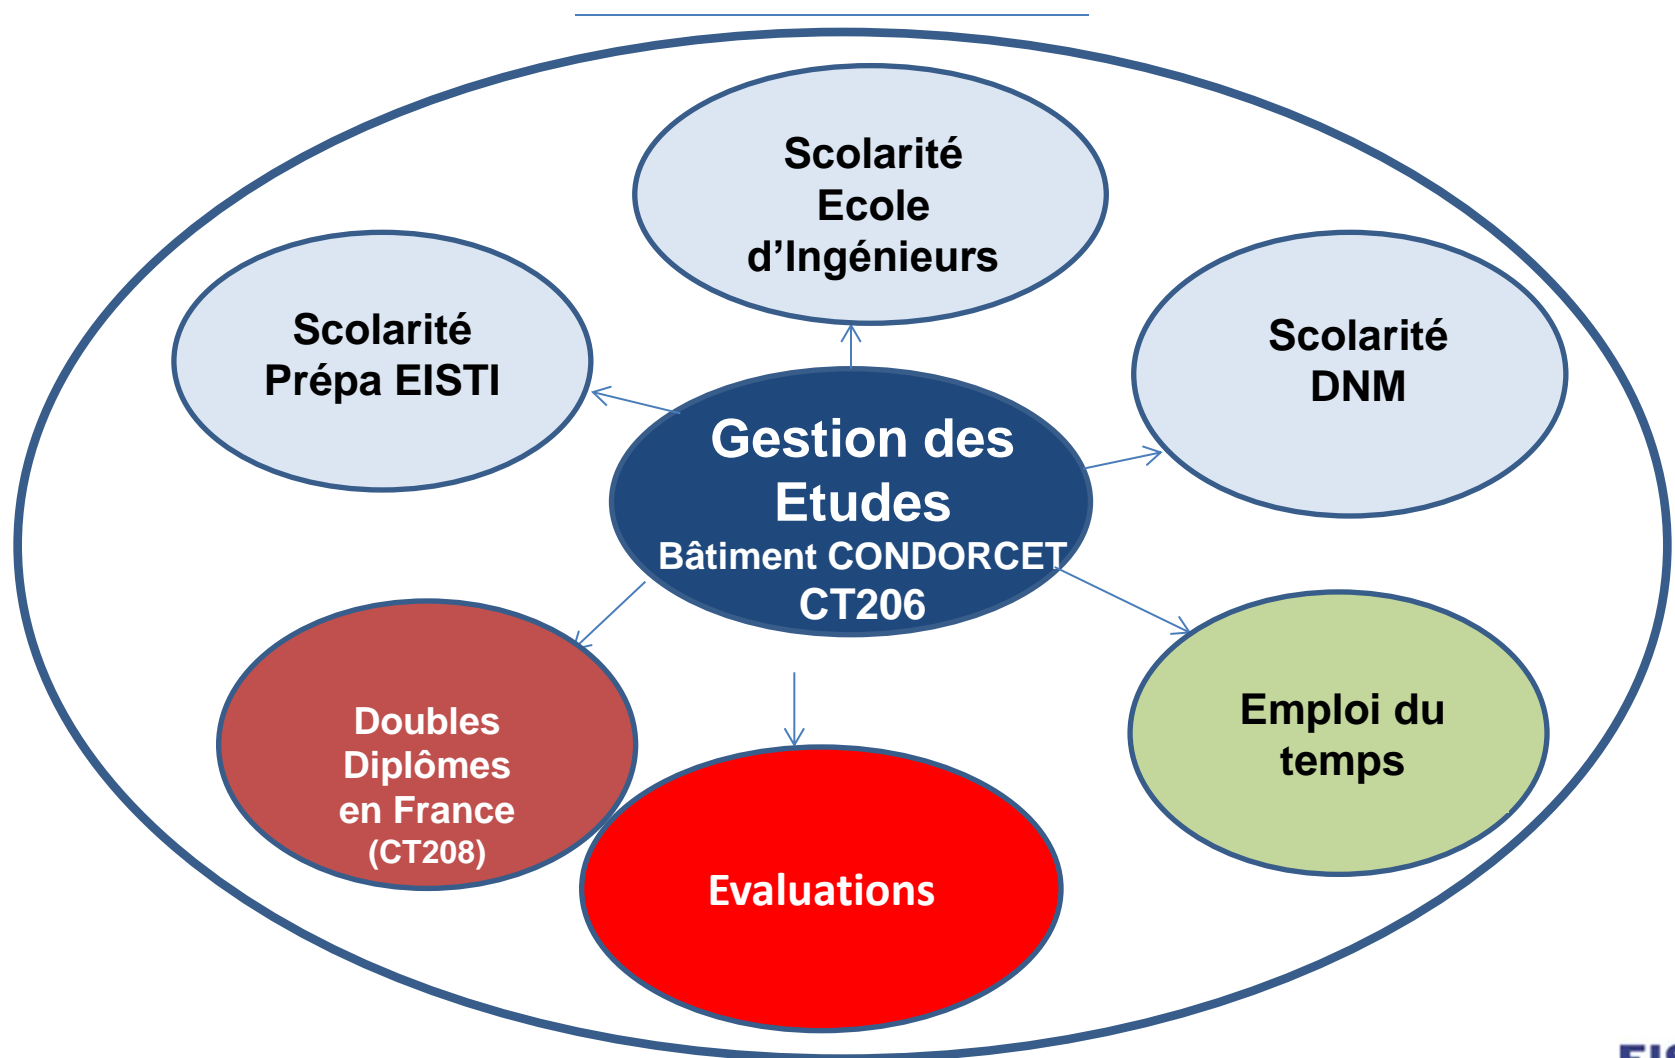 Scolarité
Ecole
d’Ingénieurs
Scolarité
Prépa EISTI
Scolarité
DNM
Gestion des
Etudes
Bâtiment CONDORCET
CT206
Doubles
Diplômes
en France
(CT208)
Emploi du
temps
Evaluations